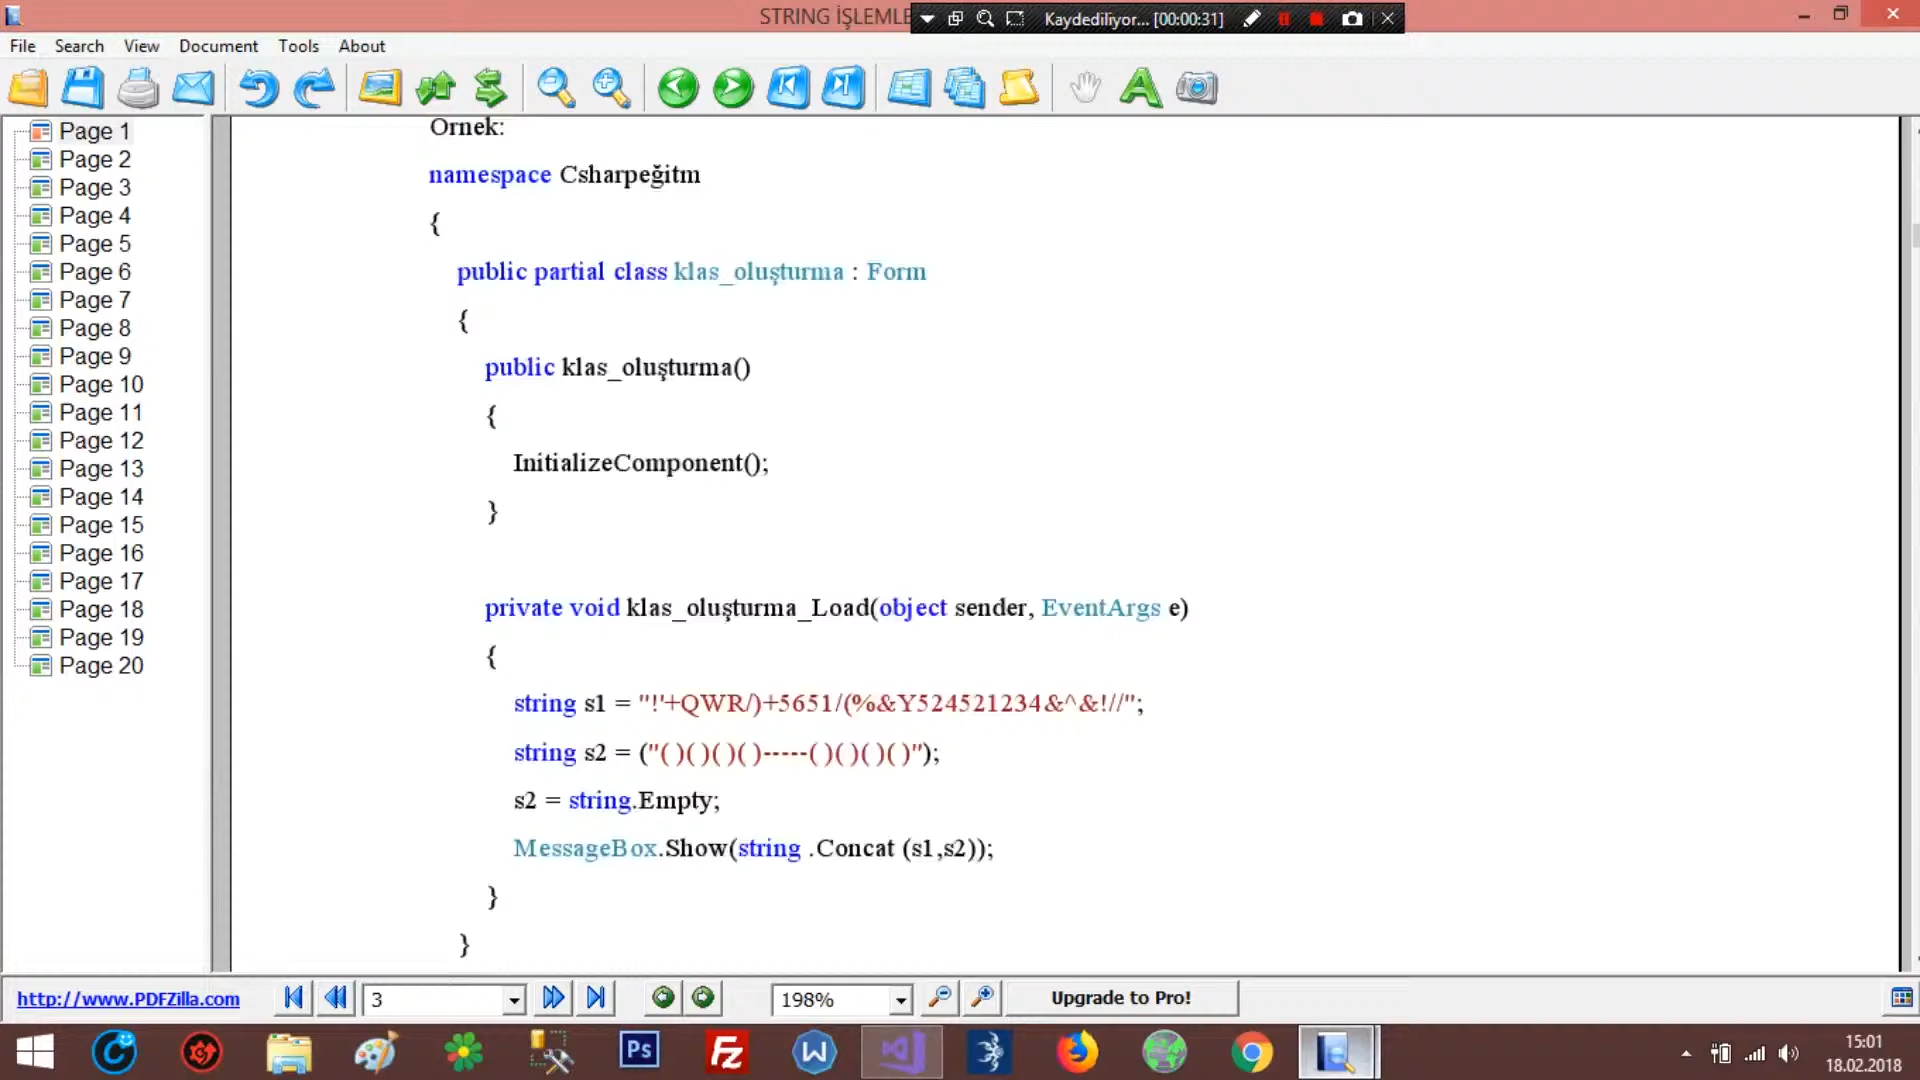 STRING İŞLEMLE
Kaydediliyor... [00:00:31]
File Search View Document Tools About
Page 1
Page 2
Page 3
Page 4
Page 5
Page 6
Page 7
Page 8
Page 9
Page 10
Page 11
Page 12
Page 13
Page 14
Page 15
Page 16
Page 17
Page 18
Page 19
Page 20
Ornek:
namespace Csharpeğitm
{
public partial class klas_oluşturma : Form
{
public klas_oluşturma()
{
InitializeComponent();
}
private void klas_oluşturma_Load(object sender, EventArgs e)
{
string s1 = "!'+QWR/)+5651/(%&Y524521234&^&!//";
string s2 = ("( )( )( )( )-----( )( )( )( )");
s2 = string.Empty;
MessageBox.Show(string .Concat (s1,s2));
}
}
http://www.PDFZilla.com
3
198%
Upgrade to Pro!
Ps
Fz
W
15:01
18.02.2018